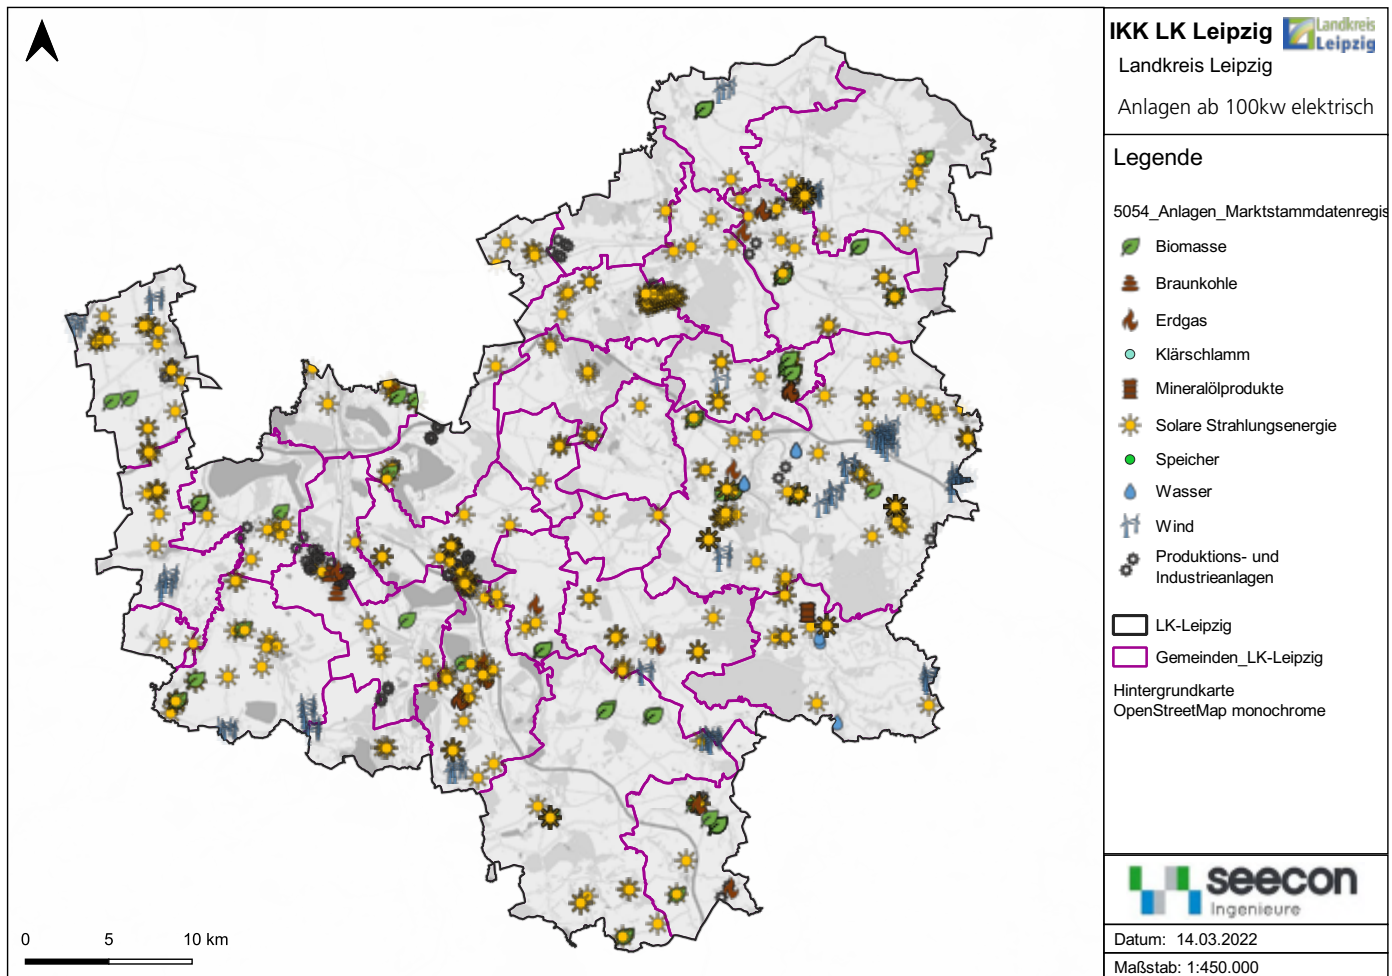 IKK LK Leipzig
Landkreis
Leipzig
Landkreis Leipzig
Anlagen ab 100kw elektrisch
Legende
5054_Anlagen_Marktstammdatenregis
Biomasse
Braunkohle
Erdgas
Klärschlamm
Mineralölprodukte
Solare Strahlungsenergie
Speicher
Wasser
Wind
Produktions- und
Industrieanlagen
LK-Leipzig
Gemeinden_LK-Leipzig
Hintergrundkarte
OpenStreetMap monochrome
seecon
Ingenieure
Datum: 14.03.2022
Maßstab: 1:450.000
0 5 10 km